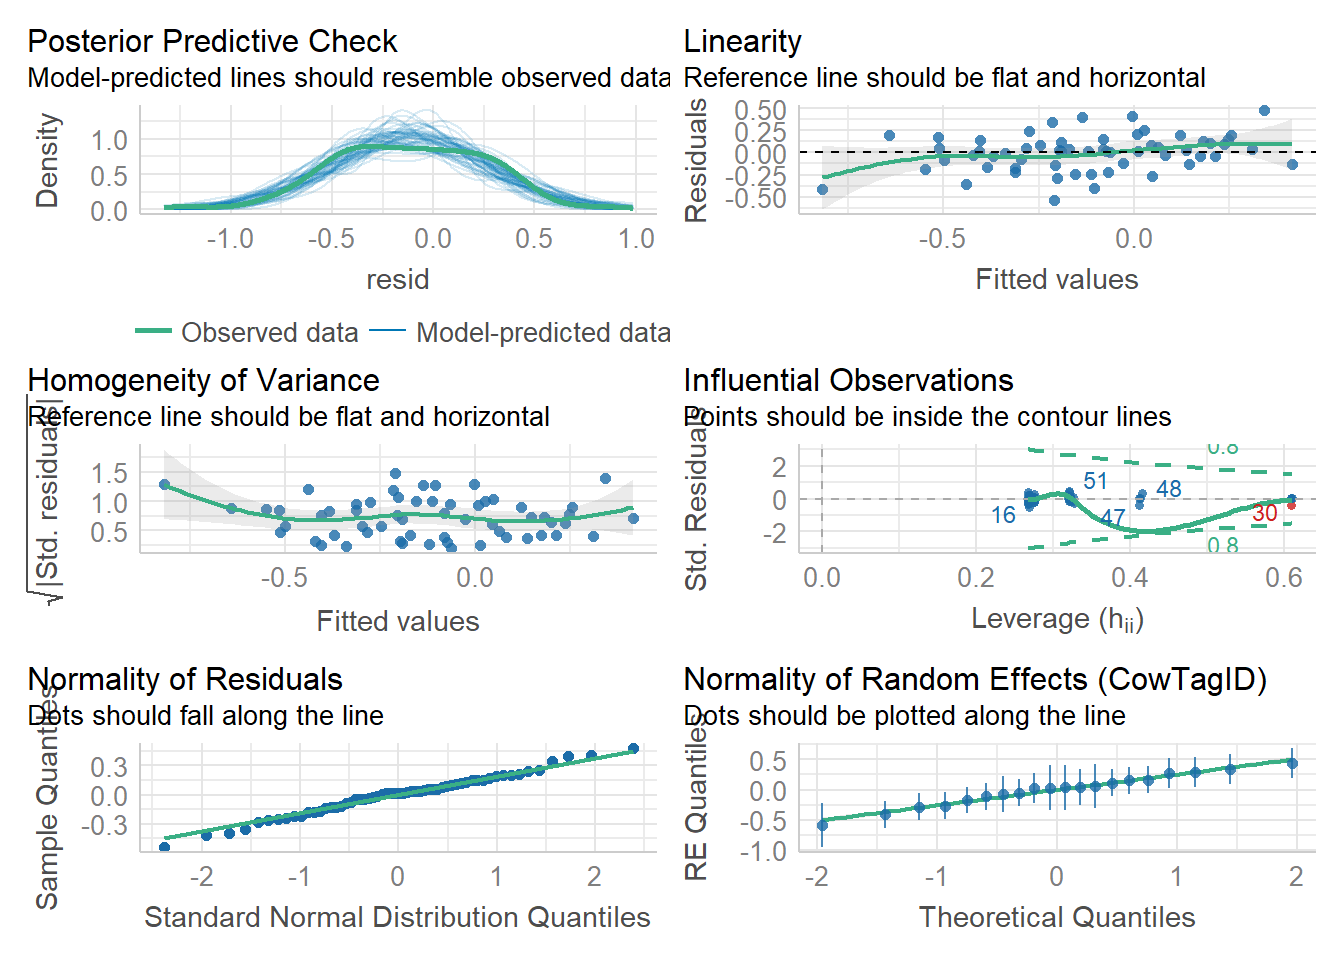 Posterior Predictive Check
Model-predicted lines should resemble observed data
Density
1.0
0.5
0.0
-1.0 -0.5 0.0 0.5 1.0
resid
Observed data Model-predicted data
Linearity
Reference line should be flat and horizontal
Residuals
0.50
0.25
0.00
-0.25
-0.50
-0.5 0.0
Fitted values
Homogeneity of Variance
Reference line should be flat and horizontal
√|Std. residuals|
1.5
1.0
0.5
-0.5 0.0
Fitted values
Influential Observations
Points should be inside the contour lines
Std. Residuals
2
0
-2
0.8
51
48
16
47
30
0.8
0.0 0.2 0.4 0.6
Leverage (hii)
Normality of Residuals
Dots should fall along the line
Sample Quantiles
0.3
0.0
-0.3
-2 -1 0 1 2
Standard Normal Distribution Quantiles
Normality of Random Effects (CowTagID)
Dots should be plotted along the line
RE Quantiles
0.5
0.0
-0.5
-1.0
-2 -1 0 1 2
Theoretical Quantiles